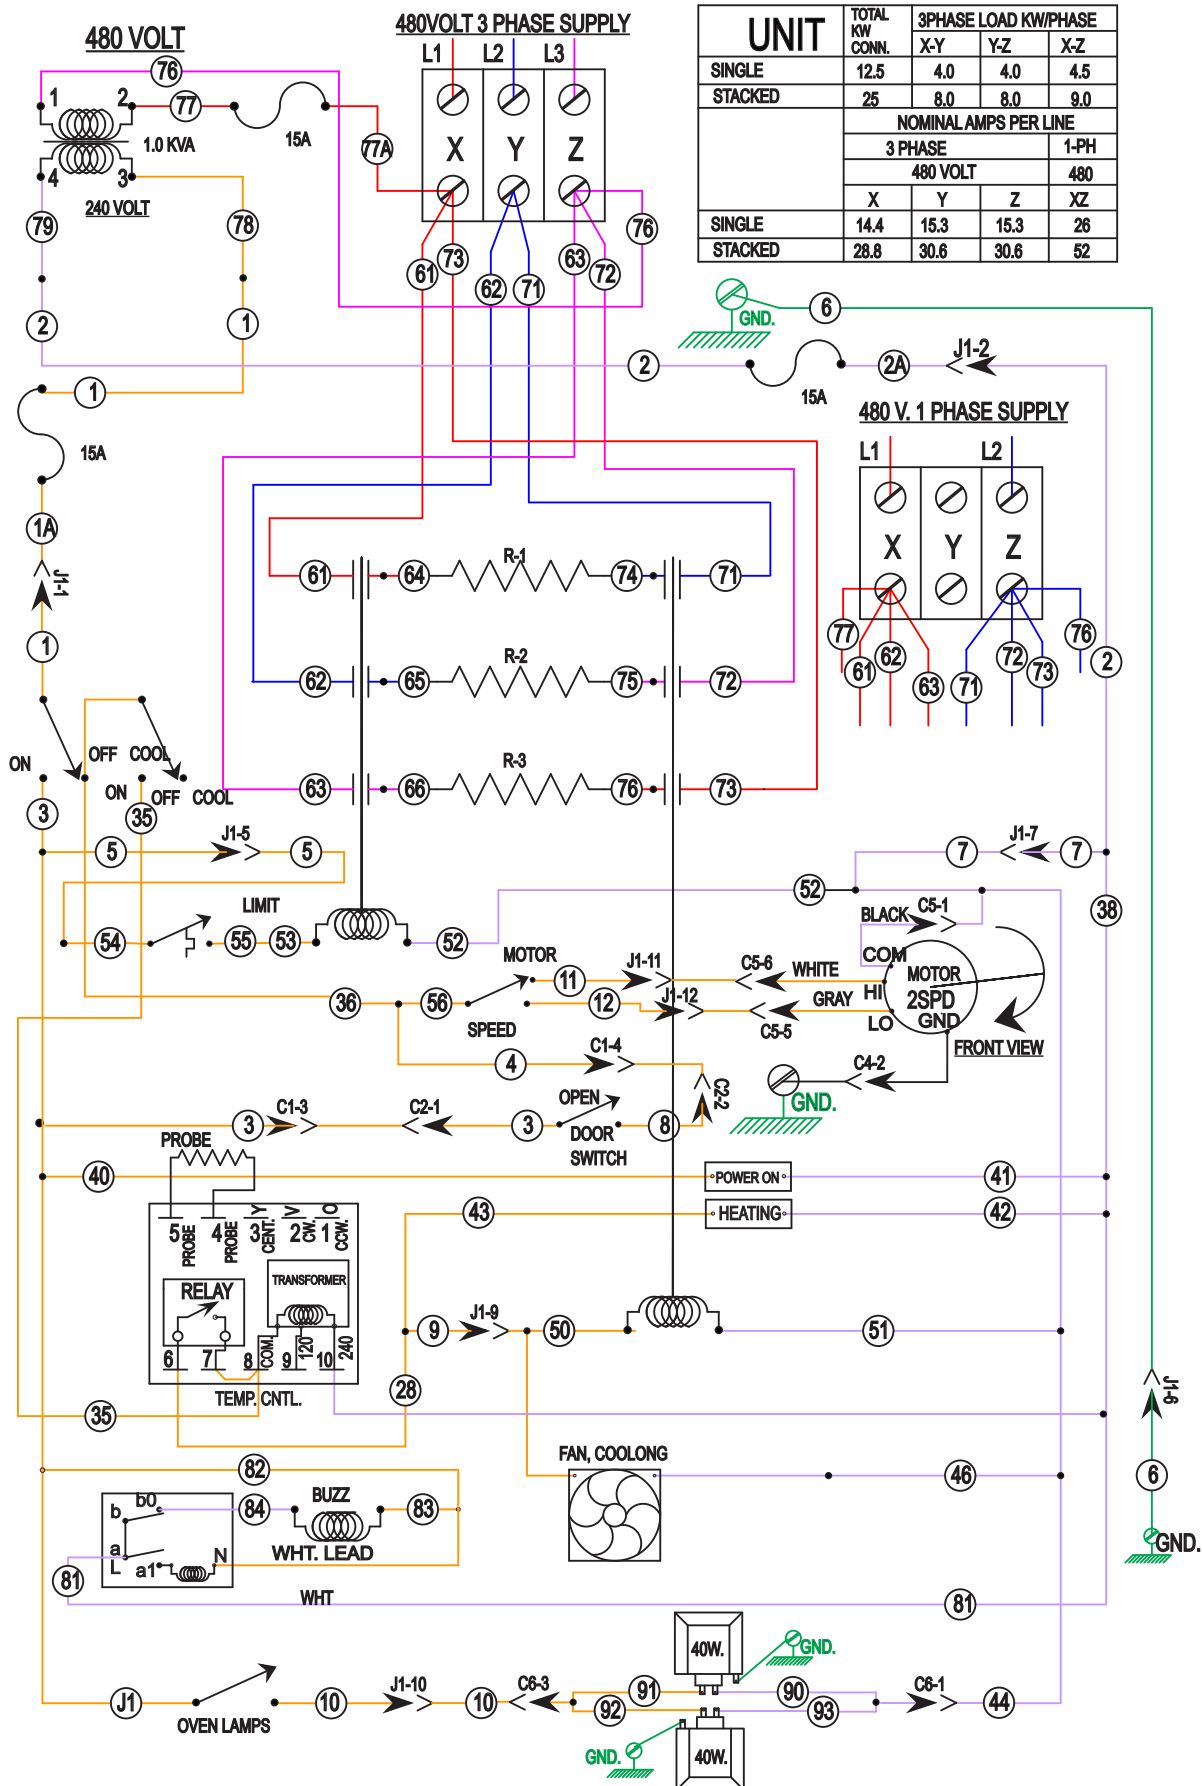 480 VOLT
480VOLT 3 PHASE SUPPLY
UNIT
TOTAL KW CONN.
3PHASE LOAD KW/PHASE
X-Y Y-Z X-Z
SINGLE 12.5 4.0 4.0 4.5
STACKED 25 8.0 8.0 9.0
NOMINAL AMPS PER LINE
3 PHASE 1-PH
480 VOLT 480
X Y Z XZ
SINGLE 14.4 15.3 15.3 26
STACKED 28.8 30.6 30.6 52
L1 L2 L3
76
1 2 77
15A
1.0 KVA
77A
X Y Z
4 3
240 VOLT
79 78
76
61 73 62 71 63 72
2 1
GND.
6
2
15A
2A
J1-2
1
15A
480 V. 1 PHASE SUPPLY
L1 L2
X Y Z
77 61 62 63 71 72 73 76
2
1A
J1-1
1
61 64 R-1 74 71
62 65 R-2 75 72
63 66 R-3 76 73
ON OFF COOL
ON OFF COOL
3 35
5 J1-5 5
7 J1-7 7
52
38
LIMIT
54 55 53 52
BLACK C5-1
COM
MOTOR
2SPD
HI
LO
GND
FRONT VIEW
MOTOR
11 J1-11 C5-6 WHITE
36 56
SPEED
12 J1-12 C5-5 GRAY
4 C1-4
C4-2
GND.
C2-2
3 C1-3 C2-1 3
OPEN
DOOR SWITCH
8
PROBE
40
POWER ON
41
43
HEATING
42
5 PROBE
4 PROBE
3 CENT. Y
2 CW. V
1 CCW. O
RELAY
TRANSFORMER
6 7 8 COM. 9 120 10 240
TEMP. CNTL.
9 J1-9 50 51
28
35
J1-6
6
GND.
FAN, COOLONG
46
82
b b0
84
BUZZ
83
a
L a1 N
WHT. LEAD
81
WHT
81
40W.
GND.
J1
OVEN LAMPS
10 J1-10 10 C6-3
91 90
92 93
C6-1 44
GND.
40W.